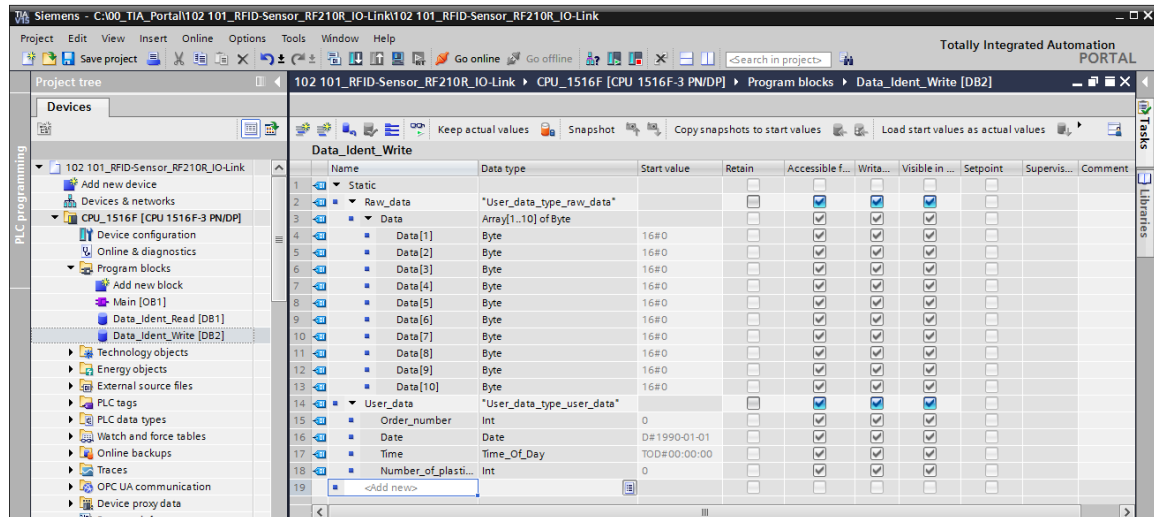 Siemens - C:\00_TIA_Portal\102 101_RFID-Sensor_RF210R_IO-Link\102 101_RFID-Sensor_RF210R_IO-Link
Project Edit View Insert Online Options Tools Window Help
Totally Integrated Automation
PORTAL
Save project Go online Go offline <Search in project>
Project tree
102 101_RFID-Sensor_RF210R_IO-Link CPU_1516F [CPU 1516F-3 PN/DP] Program blocks Data_Ident_Write [DB2]
Devices
Keep actual values Snapshot Copy snapshots to start values Load start values as actual values
Data_Ident_Write
Name Data type Start value Retain Accessible f... Writa... Visible in ... Setpoint Supervis... Comment
1 Static
2 Raw_data "User_data_type_raw_data"
3 Data Array[1..10] of Byte
4 Data[1] Byte 16#0
5 Data[2] Byte 16#0
6 Data[3] Byte 16#0
7 Data[4] Byte 16#0
8 Data[5] Byte 16#0
9 Data[6] Byte 16#0
10 Data[7] Byte 16#0
11 Data[8] Byte 16#0
12 Data[9] Byte 16#0
13 Data[10] Byte 16#0
14 User_data "User_data_type_user_data"
15 Order_number Int 0
16 Date Date D#1990-01-01
17 Time Time_Of_Day TOD#00:00:00
18 Number_of_plasti... Int 0
19 <Add new>
102 101_RFID-Sensor_RF210R_IO-Link
Add new device
Devices & networks
CPU_1516F [CPU 1516F-3 PN/DP]
Device configuration
Online & diagnostics
Program blocks
Add new block
Main [OB1]
Data_Ident_Read [DB1]
Data_Ident_Write [DB2]
Technology objects
Energy objects
External source files
PLC tags
PLC data types
Watch and force tables
Online backups
Traces
OPC UA communication
Device proxy data
PLC programming
Tasks
Libraries